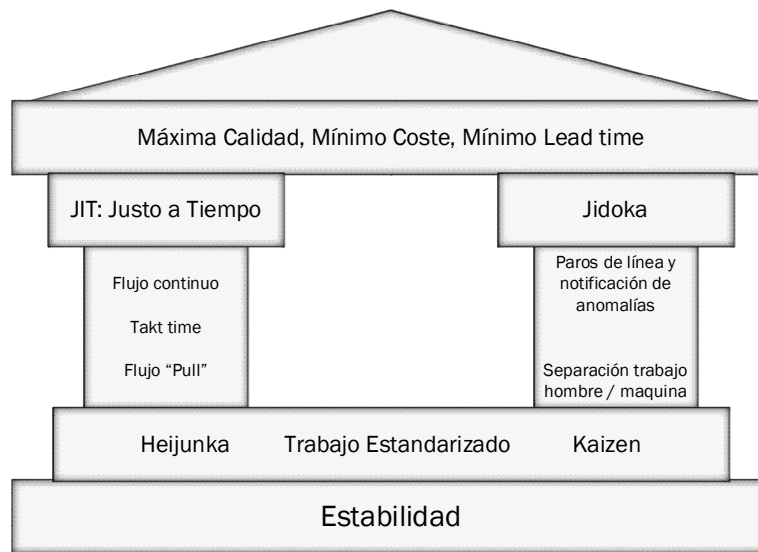 Máxima Calidad, Mínimo Coste, Mínimo Lead time
JIT: Justo a Tiempo
Jidoka
Flujo continuo
Takt time
Flujo “Pull”
Paros de línea y
notificación de
anomalías
Separación trabajo
hombre / maquina
Heijunka Trabajo Estandarizado Kaizen
Estabilidad